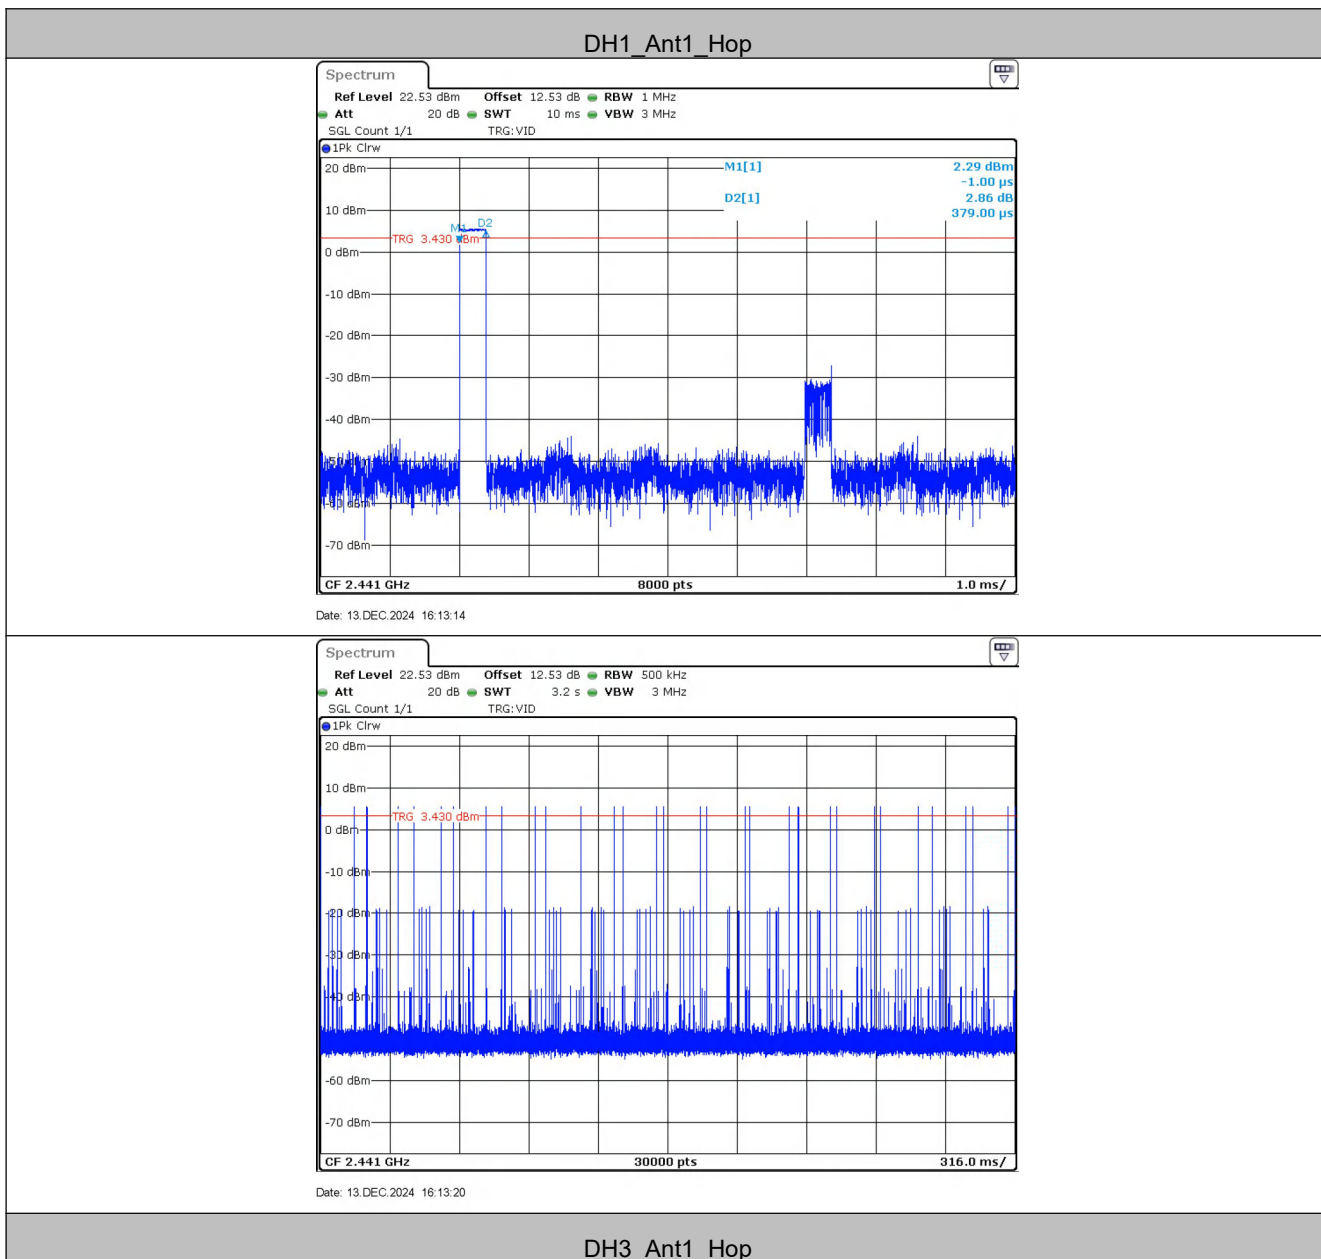 DH1_Ant1_Hop
Spectrum
Ref Level 22.53 dBm Offset 12.53 dB RBW 1 MHz
Att 20 dB SWT 10 ms VBW 3 MHz
SGL Count 1/1 TRG:VID
1Pk Clrw
M1[1] 2.29 dBm
-1.00 µs
D2[1] 2.86 dB
379.00 µs
20 dBm
10 dBm
M1 D2
TRG 3.430 dBm
0 dBm
-10 dBm
-20 dBm
-30 dBm
-40 dBm
-50 dBm
-60 dBm
-70 dBm
CF 2.441 GHz 8000 pts 1.0 ms/
Date: 13.DEC.2024 16:13:14
Spectrum
Ref Level 22.53 dBm Offset 12.53 dB RBW 500 kHz
Att 20 dB SWT 3.2 s VBW 3 MHz
SGL Count 1/1 TRG:VID
1Pk Clrw
20 dBm
10 dBm
TRG 3.430 dBm
0 dBm
-10 dBm
-20 dBm
-30 dBm
-40 dBm
-60 dBm
-70 dBm
CF 2.441 GHz 30000 pts 316.0 ms/
Date: 13.DEC.2024 16:13:20
DH3_Ant1_Hop